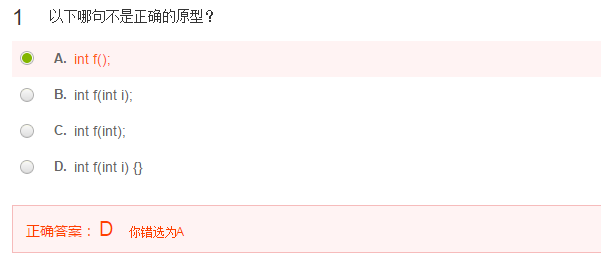 1 以下哪句不是正确的原型？
A. int f();
B. int f(int i);
C. int f(int);
D. int f(int i) {}
正确答案： D 你错选为A